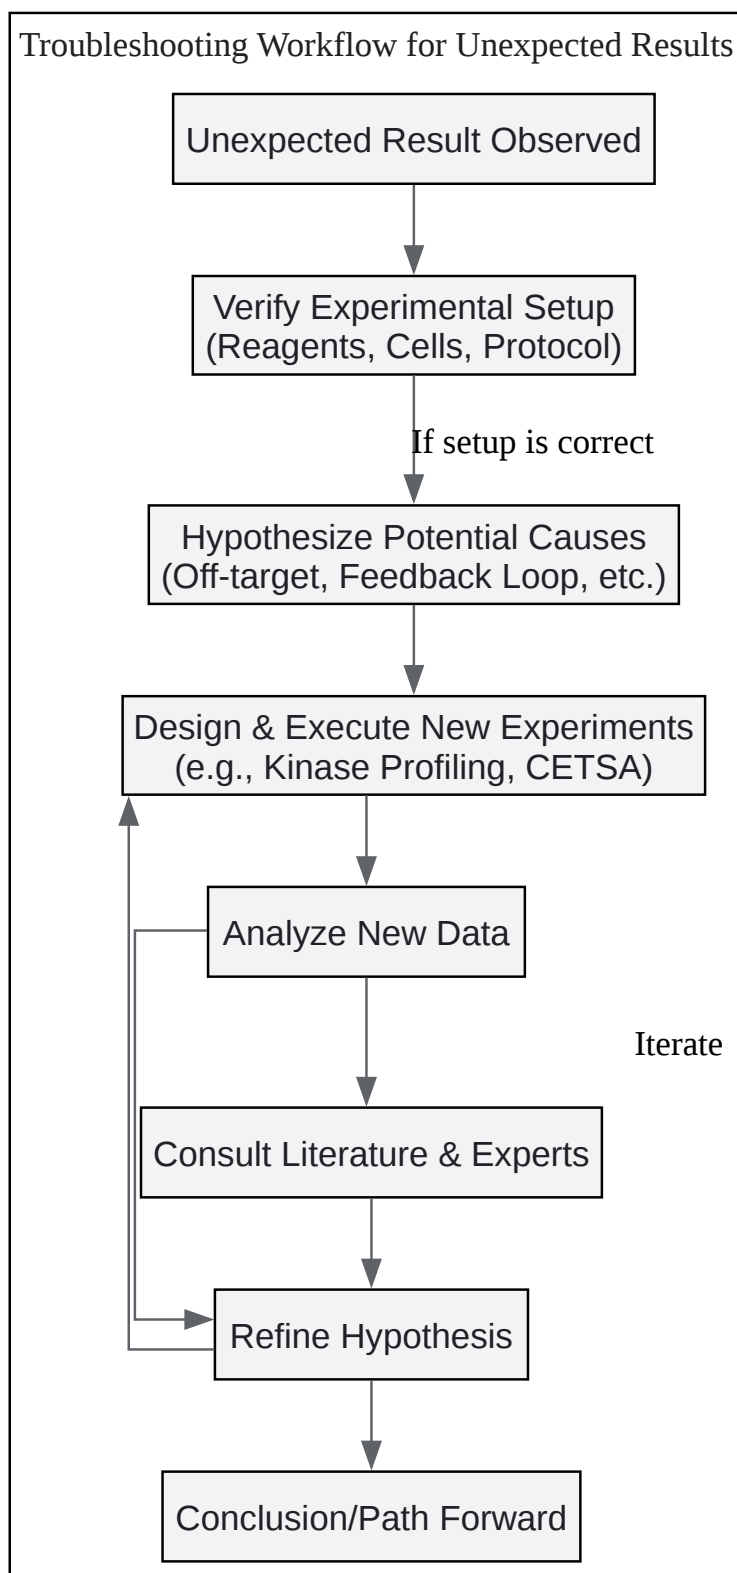 Troubleshooting Workflow for Unexpected Results
Unexpected Result Observed
Verify Experimental Setup
(Reagents, Cells, Protocol)
If setup is correct
Hypothesize Potential Causes
(Off-target, Feedback Loop, etc.)
Design & Execute New Experiments
(e.g., Kinase Profiling, CETSA)
Analyze New Data
Iterate
Consult Literature & Experts
Refine Hypothesis
Conclusion/Path Forward